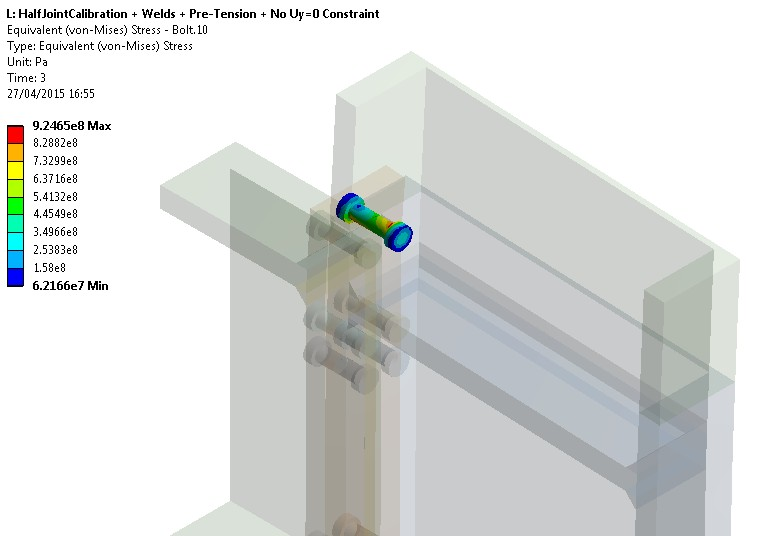 L: HalfJointCalibration + Welds + Pre-Tension + No Uy=0 Constraint
Equivalent (von-Mises) Stress - Bolt.10
Type: Equivalent (von-Mises) Stress
Unit: Pa
Time: 3
27/04/2015 16:55
9.2465e8 Max
8.2882e8
7.3299e8
6.3716e8
5.4132e8
4.4549e8
3.4966e8
2.5383e8
1.58e8
6.2166e7 Min